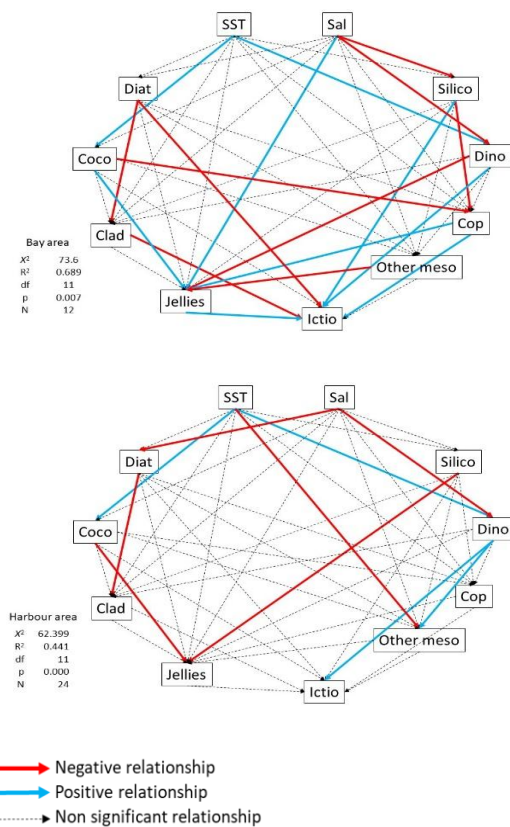 SST Sal
Diat Silico
Coco Dino
Clad Cop
Bay area
X² 73.6
R² 0.689
df 11
p 0.007
N 12
Other meso
Jellies Ictio
SST Sal
Diat Silico
Coco Dino
Clad Cop
Harbour area
X² 62.399
R² 0.441
df 11
p 0.000
N 24
Other meso
Jellies Ictio
Negative relationship
Positive relationship
Non significant relationship